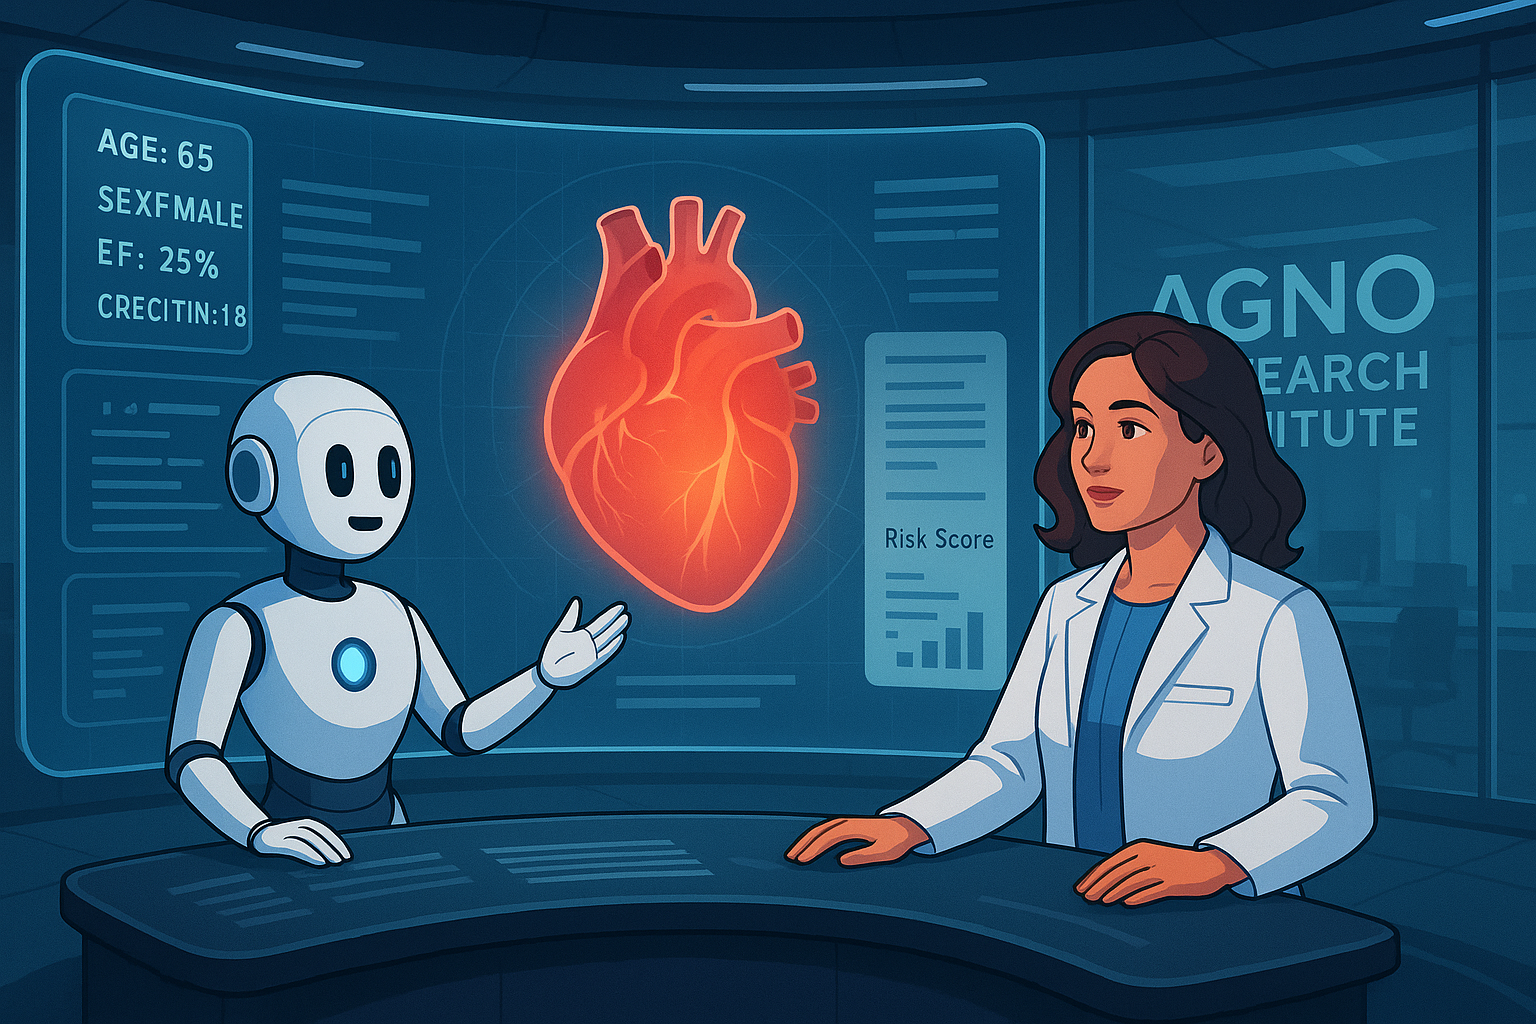 AGE: 65
SEXFMALE
EF: 25%
CRECITIN:18
Risk Score
AGNO
EARCH
ITUTE